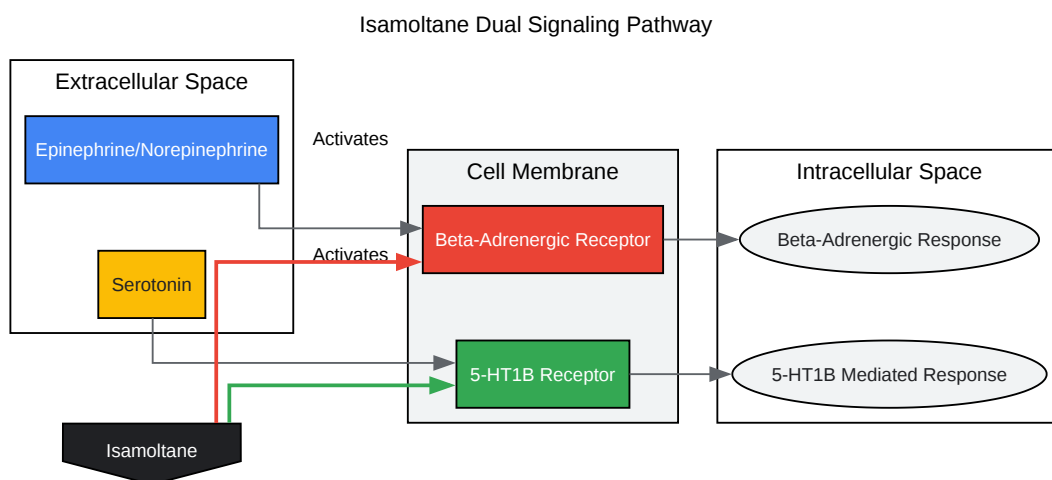 Isamoltane Dual Signaling Pathway
Extracellular Space
Epinephrine/Norepinephrine
Activates
Cell Membrane
Intracellular Space
Beta-Adrenergic Receptor
Beta-Adrenergic Response
Activates
Serotonin
5-HT1B Receptor
5-HT1B Mediated Response
Isamoltane